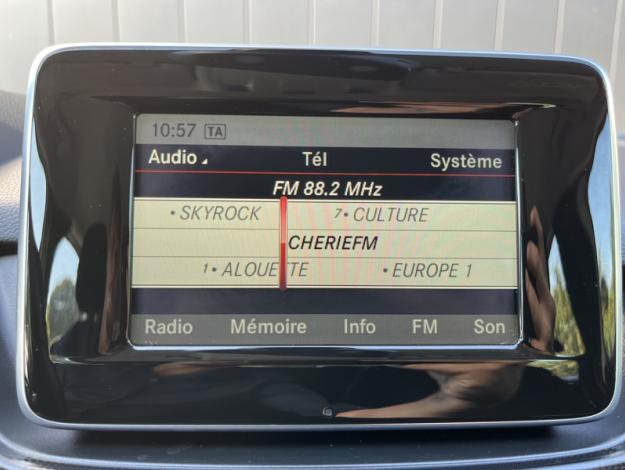 10:57 TA
Audio Tél Système
FM 88.2 MHz
• SKYROCK 7• CULTURE
CHERIEFM
1• ALOUETTE • EUROPE 1
Radio Mémoire Info FM Son